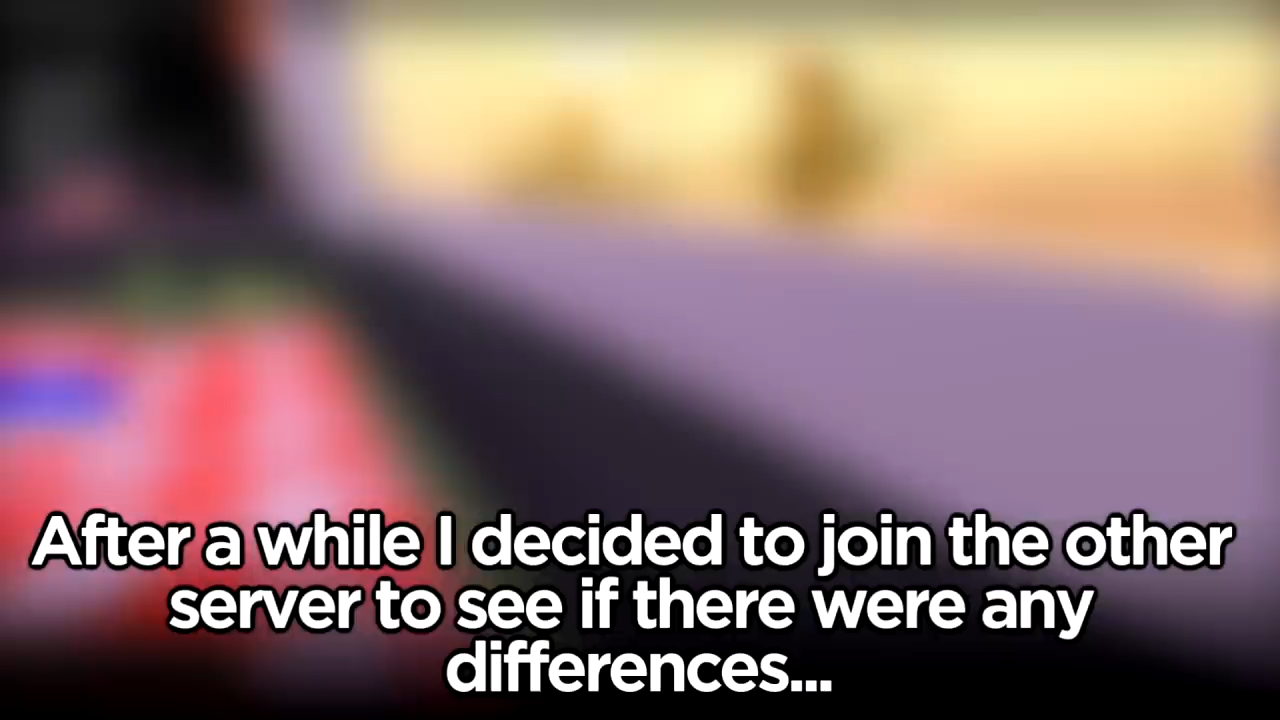 After a while I decided to join the other
server to see if there were any
differences...